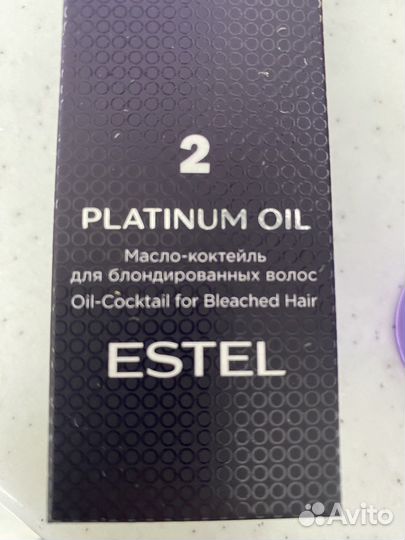 2
PLATINUM OIL
Масло-коктейль
для блондированных волос
Oil-Cocktail for Bleached Hair
ESTEL
Avito